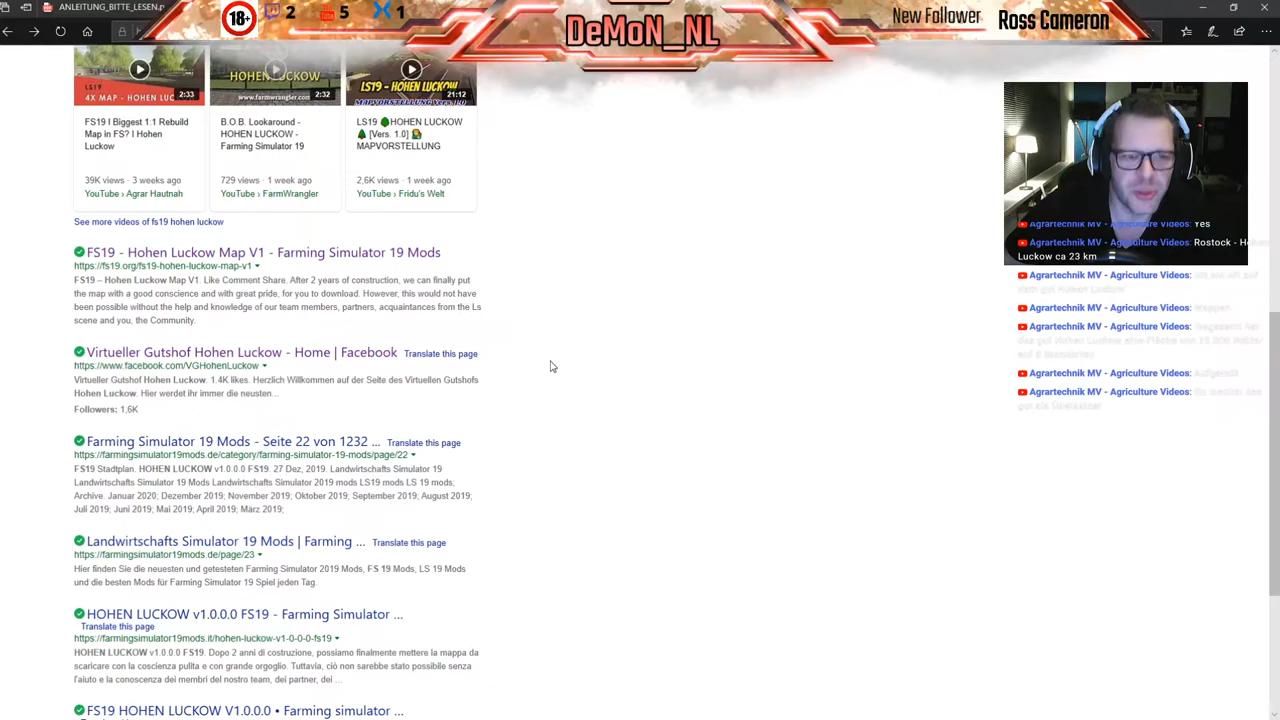 ANLEITUNG LESEN
18+
2
5
1
DeMoN_NL
New Follower
Ross Cameron
LS19
4X MAP - HOHEN LUC
2:33
HOHEN LUCKOW
www.farmwrangler.com
2:32
LS19 - HOHEN LUCKOW
MAPVORSTELLUNG Vers.1.0
21:12
FS19 I Biggest 1:1 Rebuild
Map in FS? I Hohen
Luckow
39K views · 3 weeks ago
YouTube › Agrar Hautnah
B.O.B. Lookaround -
HOHEN LUCKOW -
Farming Simulator 19
729 views · 1 week ago
YouTube › FarmWrangler
LS19 🌲HOHEN LUCKOW
🌲 [Vers. 1.0]
MAPVORSTELLUNG
2,6K views · 1 week ago
YouTube › Fridu's Welt
See more videos of fs19 hohen luckow
FS19 - Hohen Luckow Map V1 - Farming Simulator 19 Mods
https://fs19.org/fs19-hohen-luckow-map-v1
FS19 – Hohen Luckow Map V1. Like Comment Share. After 2 years of construction, we can finally put
the map with a good conscience and with great pride, for you to download. However, this would not have
been possible without the help and knowledge of our team members, partners, acquaintances from the Ls
scene and you, the Community.
Virtueller Gutshof Hohen Luckow - Home | Facebook Translate this page
https://www.facebook.com/VGHohenLuckow
Virtueller Gutshof Hohen Luckow. 1.4K likes. Herzlich Willkommen auf der Seite des Virtuellen Gutshofs
Hohen Luckow. Hier werdet ihr immer die neusten...
Followers: 1,6K
Farming Simulator 19 Mods - Seite 22 von 1232 ... Translate this page
https://farmingsimulator19mods.de/category/farming-simulator-19-mods/page/22
FS19 Stadtplan. HOHEN LUCKOW v1.0.0.0 FS19. 27 Dez, 2019. Landwirtschafts Simulator 19
Landwirtschafts Simulator 19 Mods Landwirtschafts Simulator 2019 mods LS19 mods LS 19 mods;
Archive. Januar 2020; Dezember 2019; November 2019; Oktober 2019; September 2019; August 2019;
Juli 2019; Juni 2019; Mai 2019; April 2019; März 2019;
Landwirtschafts Simulator 19 Mods | Farming ... Translate this page
https://farmingsimulator19mods.de/page/23
Hier finden Sie die neuesten und getesteten Farming Simulator 2019 Mods, FS 19 Mods, LS 19 Mods
und die besten Mods für Farming Simulator 19 Spiel jeden Tag.
HOHEN LUCKOW v1.0.0.0 FS19 - Farming Simulator ...
Translate this page
https://farmingsimulator19mods.it/hohen-luckow-v1-0-0-0-fs19
HOHEN LUCKOW v1.0.0.0 FS19. Dopo 2 anni di costruzione, possiamo finalmente mettere la mappa da
scaricare con la coscienza pulita e con grande orgoglio. Tuttavia, ciò non sarebbe stato possibile senza
l'aiuto e la conoscenza dei membri del nostro team, dei partner, dei ...
FS19 HOHEN LUCKOW V1.0.0.0 • Farming simulator ...
Agrartechnik MV - Agriculture Videos: Yes
Agrartechnik MV - Agriculture Videos: Rostock - Hohen
Luckow ca 23 km
Agrartechnik MV - Agriculture Videos:
Agrartechnik MV - Agriculture Videos:
Agrartechnik MV - Agriculture Videos:
Agrartechnik MV - Agriculture Videos:
Agrartechnik MV - Agriculture Videos: